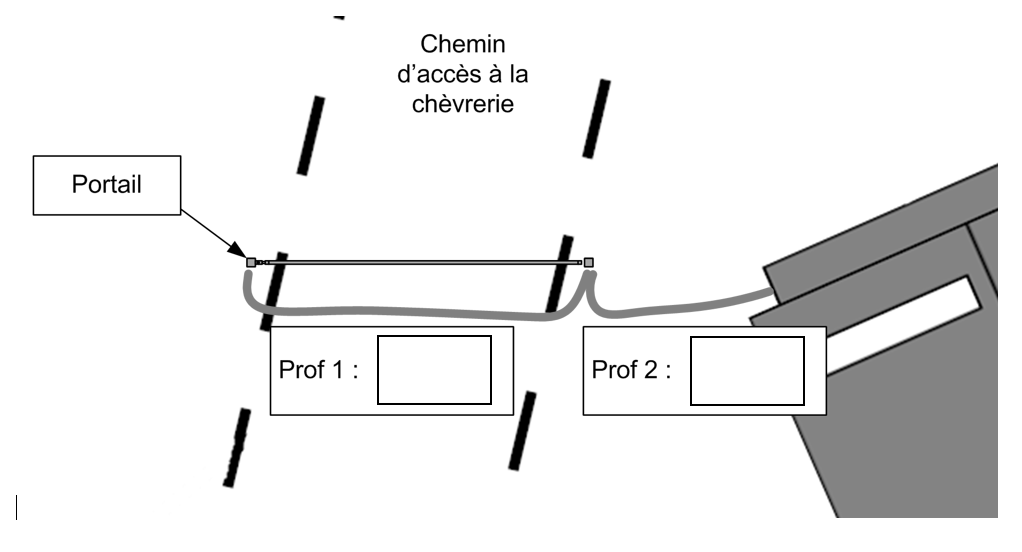 Chemin
d’accès à la
chèvrerie
Portail
Prof 1 :
Prof 2 :